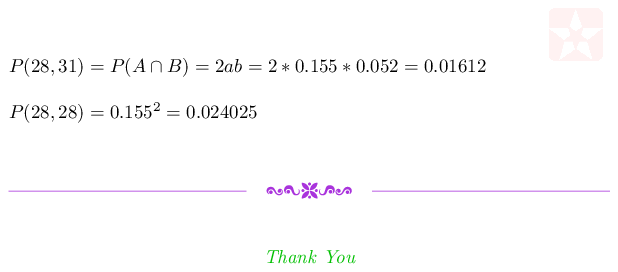 P(28, 31) = P(A ∩ B) = 2ab = 2 * 0.155 * 0.052 = 0.01612
P(28, 28) = 0.155² = 0.024025
Thank You